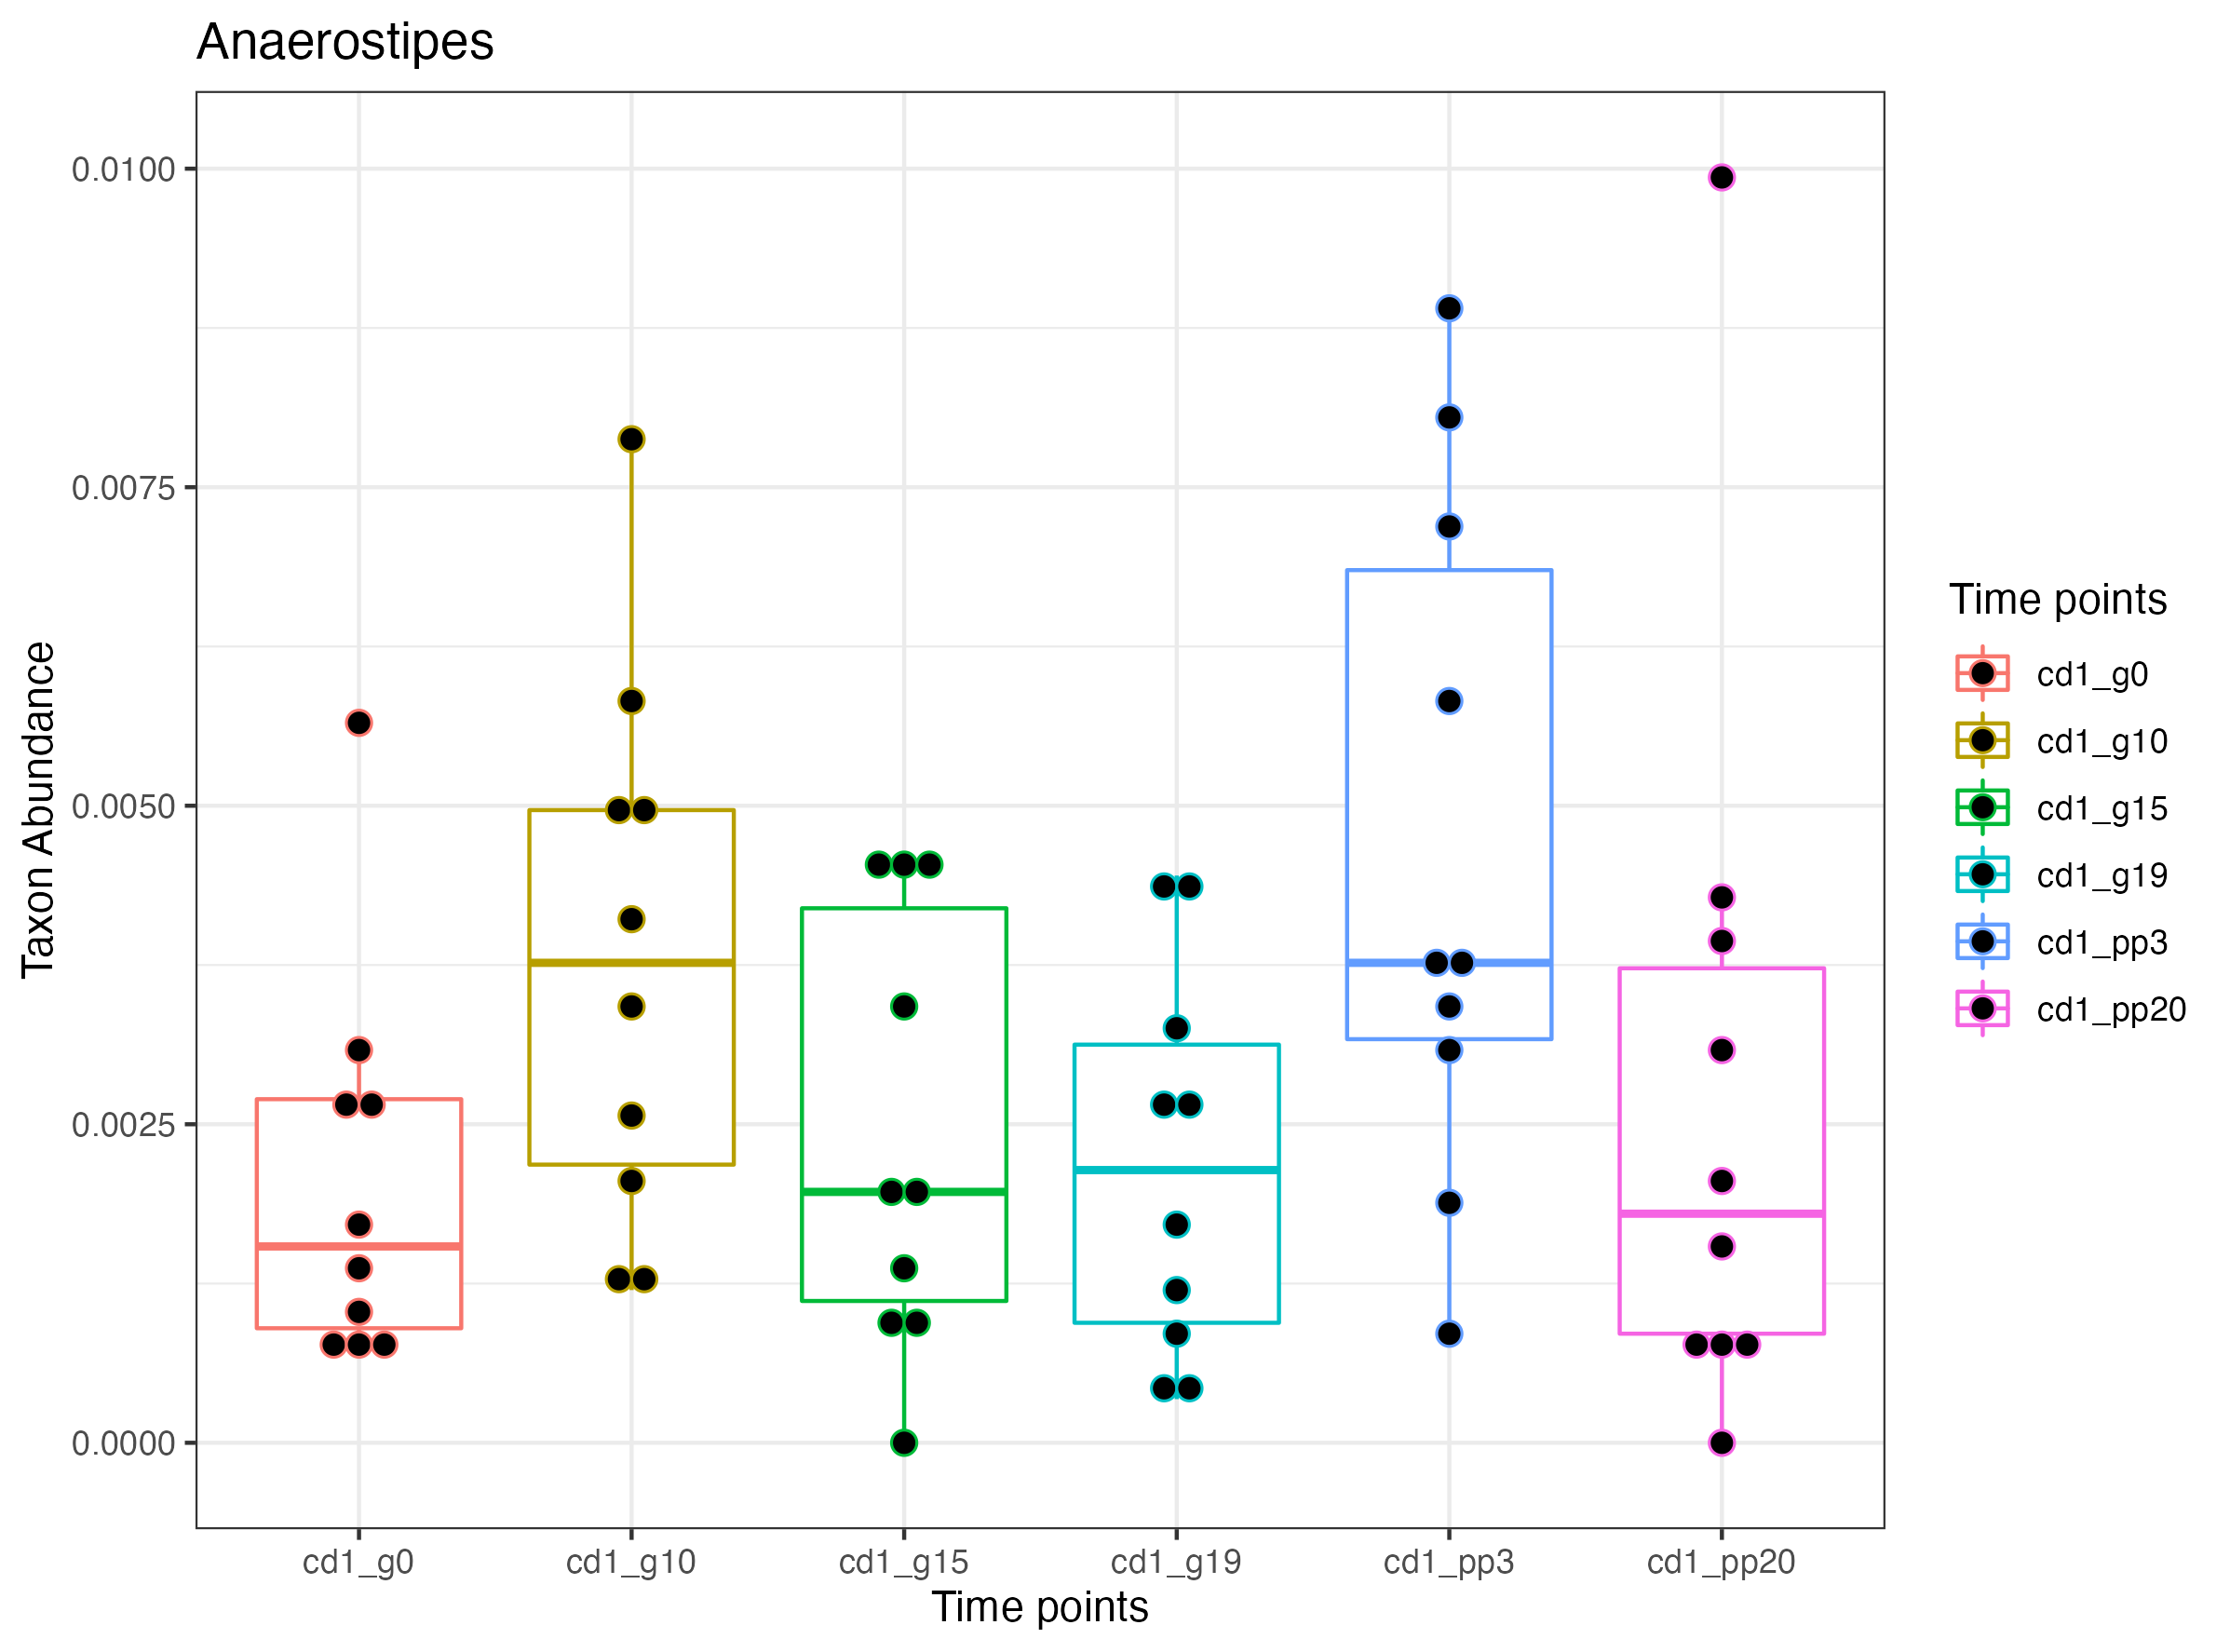 Anaerostipes
Taxon Abundance
0.0100
0.0075
0.0050
0.0025
0.0000
cd1_g0 cd1_g10 cd1_g15 cd1_g19 cd1_pp3 cd1_pp20
Time points
Time points
cd1_g0
cd1_g10
cd1_g15
cd1_g19
cd1_pp3
cd1_pp20